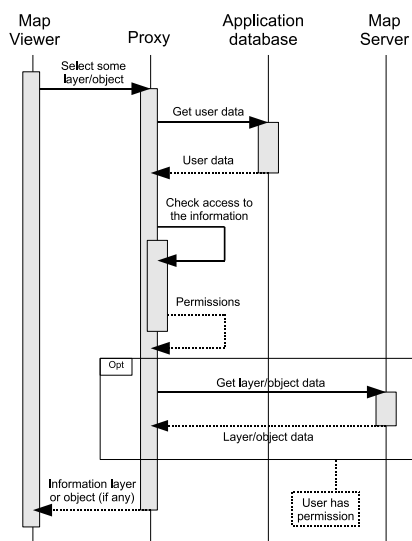 Map
Viewer
Proxy
Application
database
Map
Server
Select some
layer/object
Get user data
User data
Check access to
the information
Permissions
Opt
Get layer/object data
Layer/object data
Information layer
or object (if any)
User has
permission